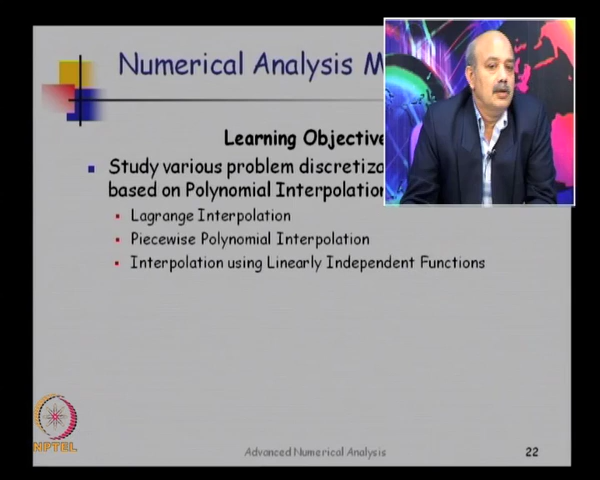 Numerical Analysis M
Learning Objective
Study various problem discretiza
based on Polynomial Interpolation
Lagrange Interpolation
Piecewise Polynomial Interpolation
Interpolation using Linearly Independent Functions
NPTEL
Advanced Numerical Analysis
22